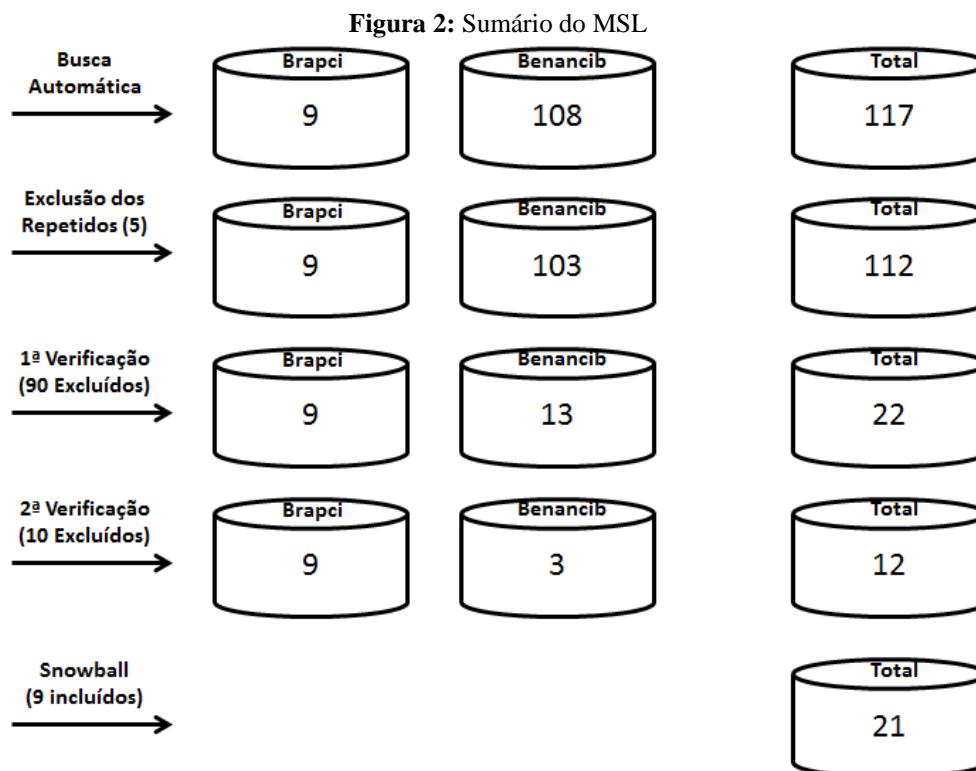 Figura 2: Sumário do MSL
Busca
Automática
Brapci
9
Benancib
108
Total
117
Exclusão dos
Repetidos (5)
Brapci
9
Benancib
103
Total
112
1ª Verificação
(90 Excluídos)
Brapci
9
Benancib
13
Total
22
2ª Verificação
(10 Excluídos)
Brapci
9
Benancib
3
Total
12
Snowball
(9 incluídos)
Total
21